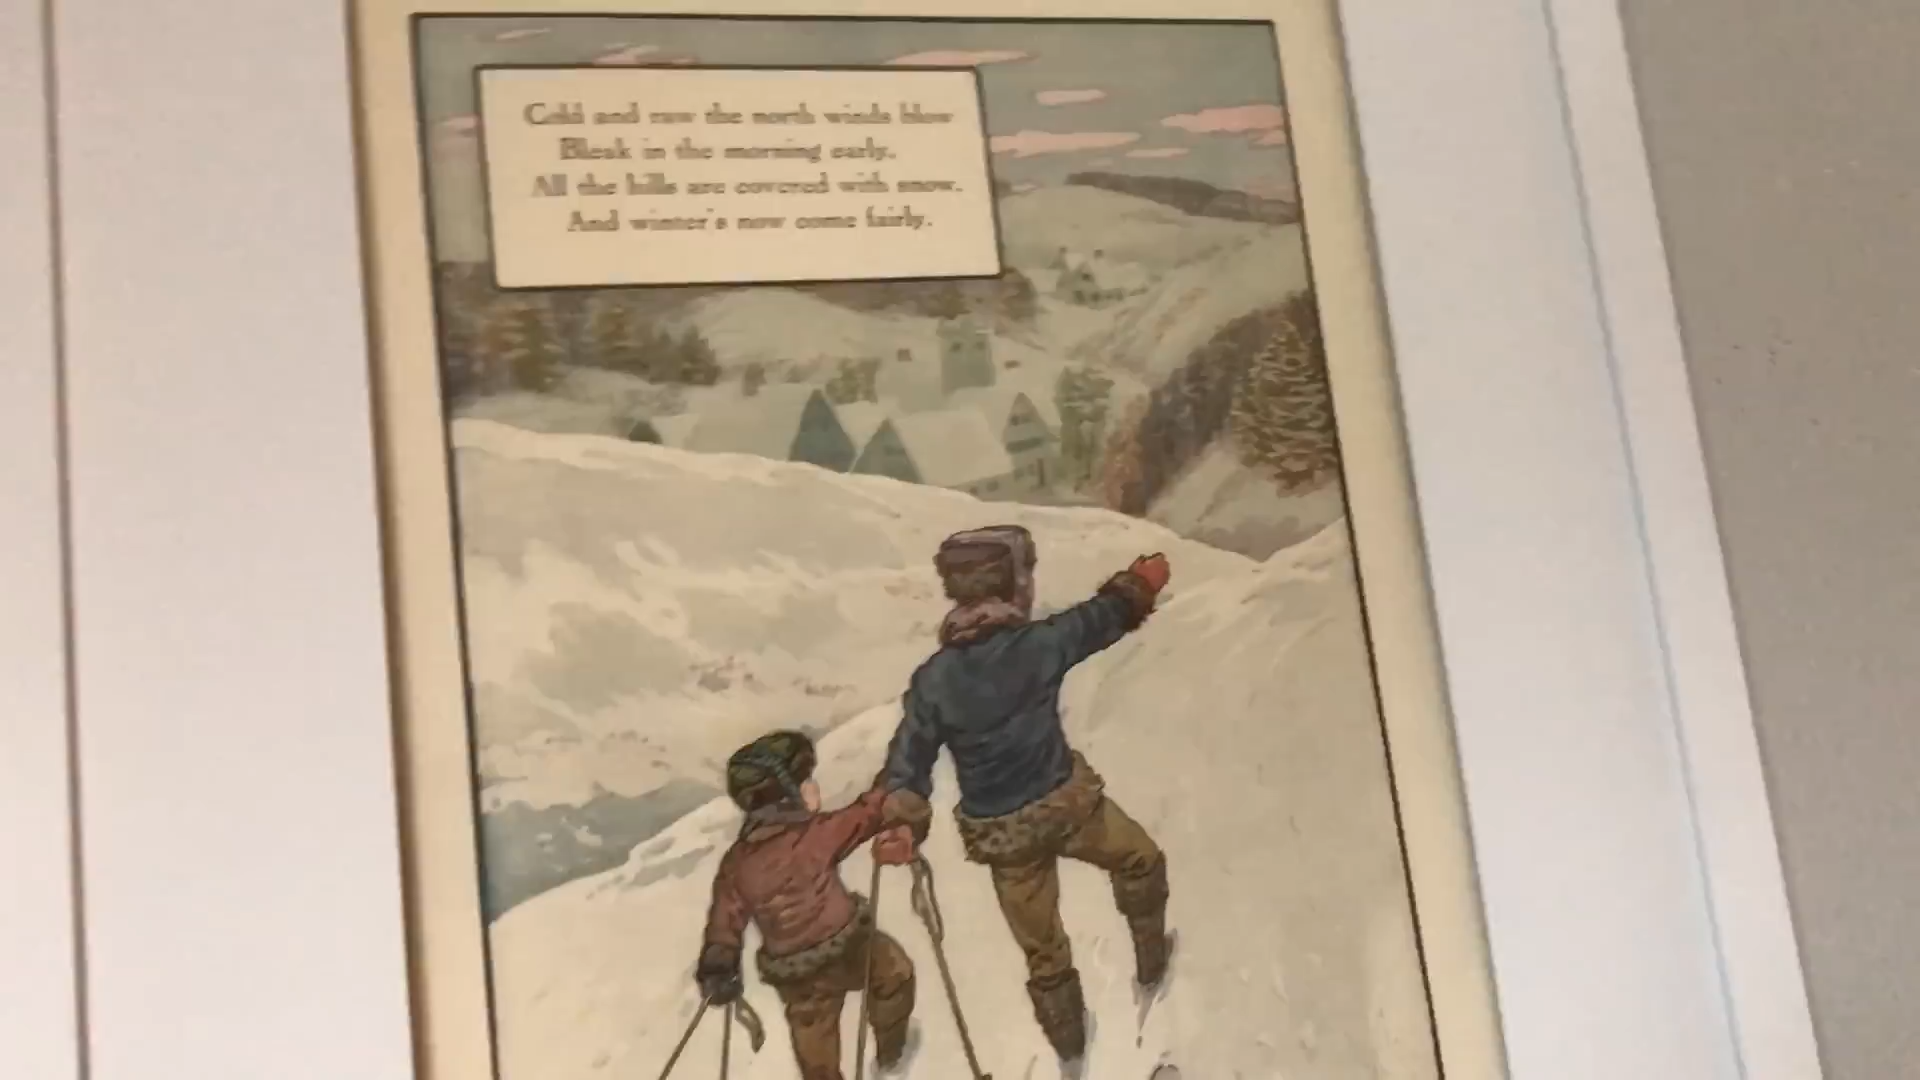 Cold and raw the north winds blow
Bleak in the morning early.
All the hills are covered with snow.
And winter's now come fairly.